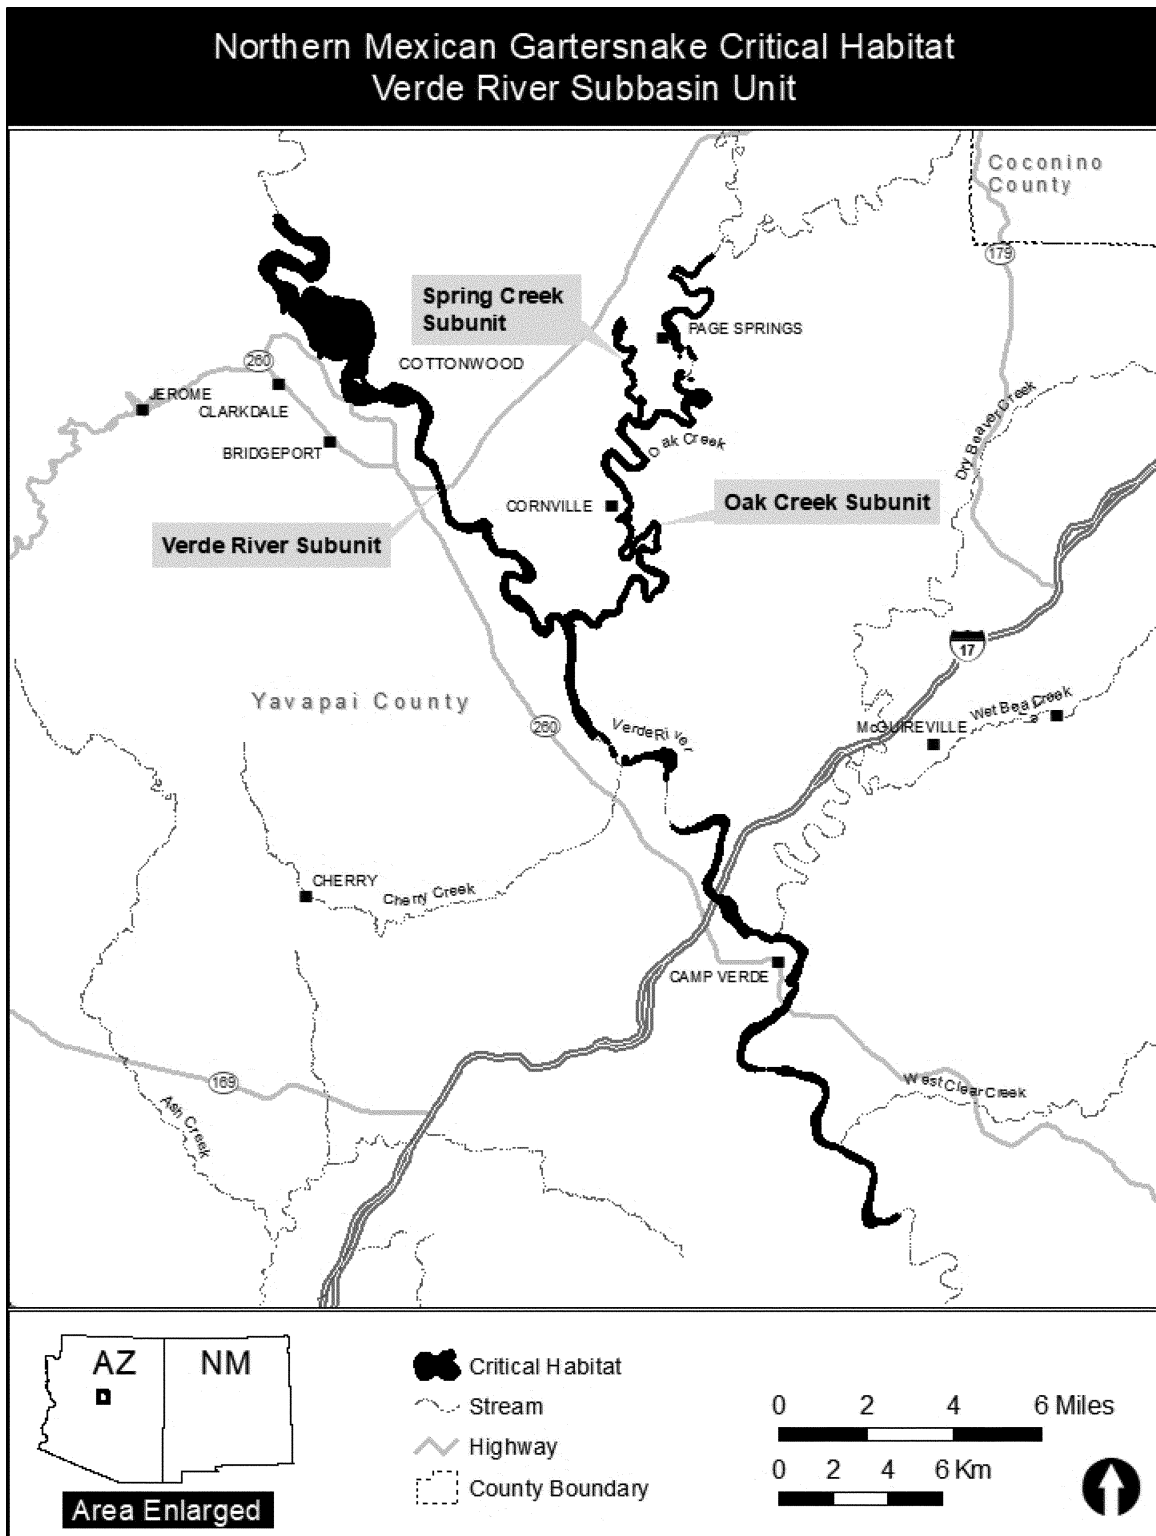 Northern Mexican Gartersnake Critical Habitat
Verde River Subbasin Unit
Coconino
County
179
Spring Creek
Subunit
PAGE SPRINGS
COTTONWOOD
260
JEROME
CLARKDALE
BRIDGEPORT
Oak Creek
Dry Beaver Creek
CORNVILLE
Oak Creek Subunit
Verde River Subunit
17
Yavapai County
260
Verde River
Wet Beaver Creek
McGUIREVILLE
CHERRY
Cherry Creek
CAMP VERDE
169
Ash Creek
West Clear Creek
AZ
NM
Area Enlarged
Critical Habitat
Stream
Highway
County Boundary
0 2 4 6 Miles
0 2 4 6 Km